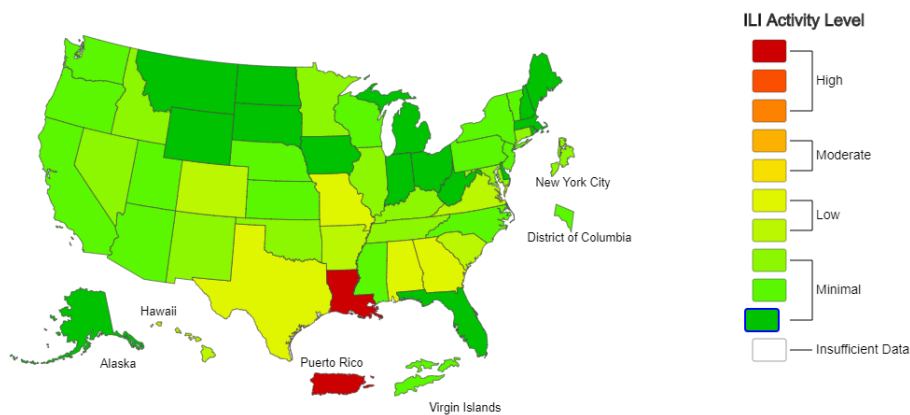 ILI Activity Level
High
Moderate
Low
Minimal
Insufficient Data
New York City
District of Columbia
Hawaii
Alaska
Puerto Rico
Virgin Islands